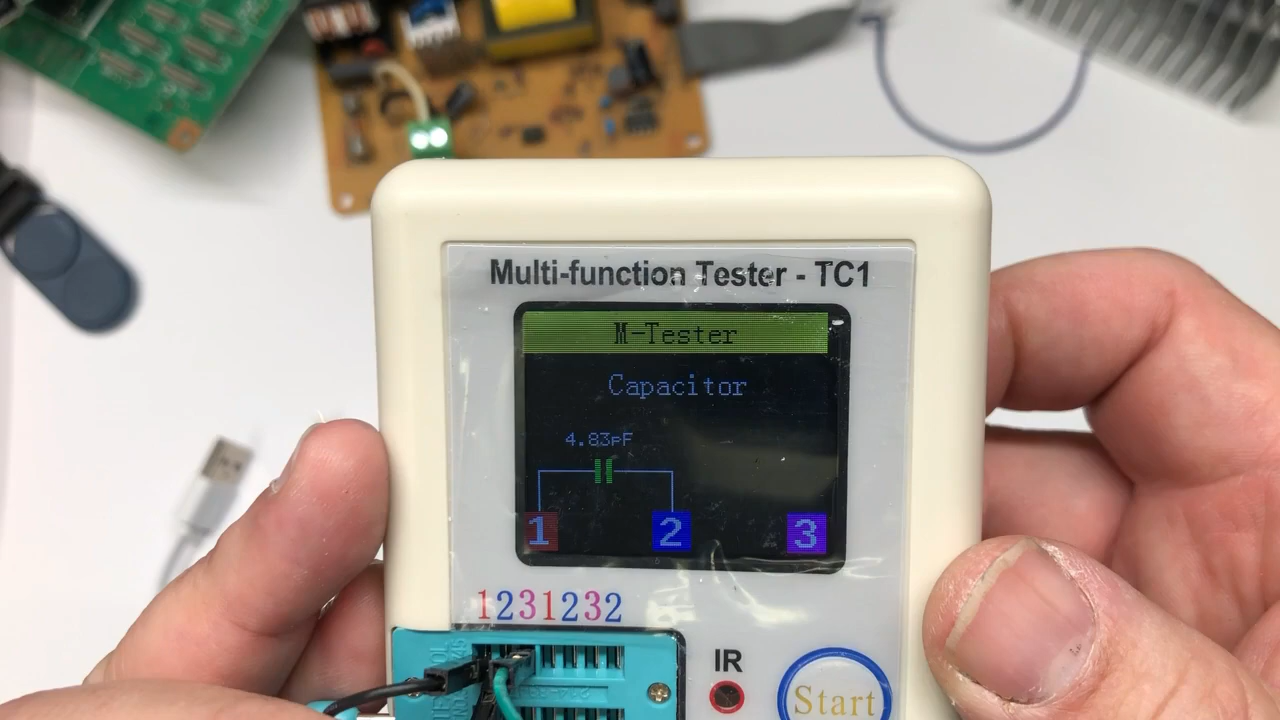 Multi-function Tester - TC1
M-Tester
Capacitor
4.83pF
1 2 3
1231232
IR
Start